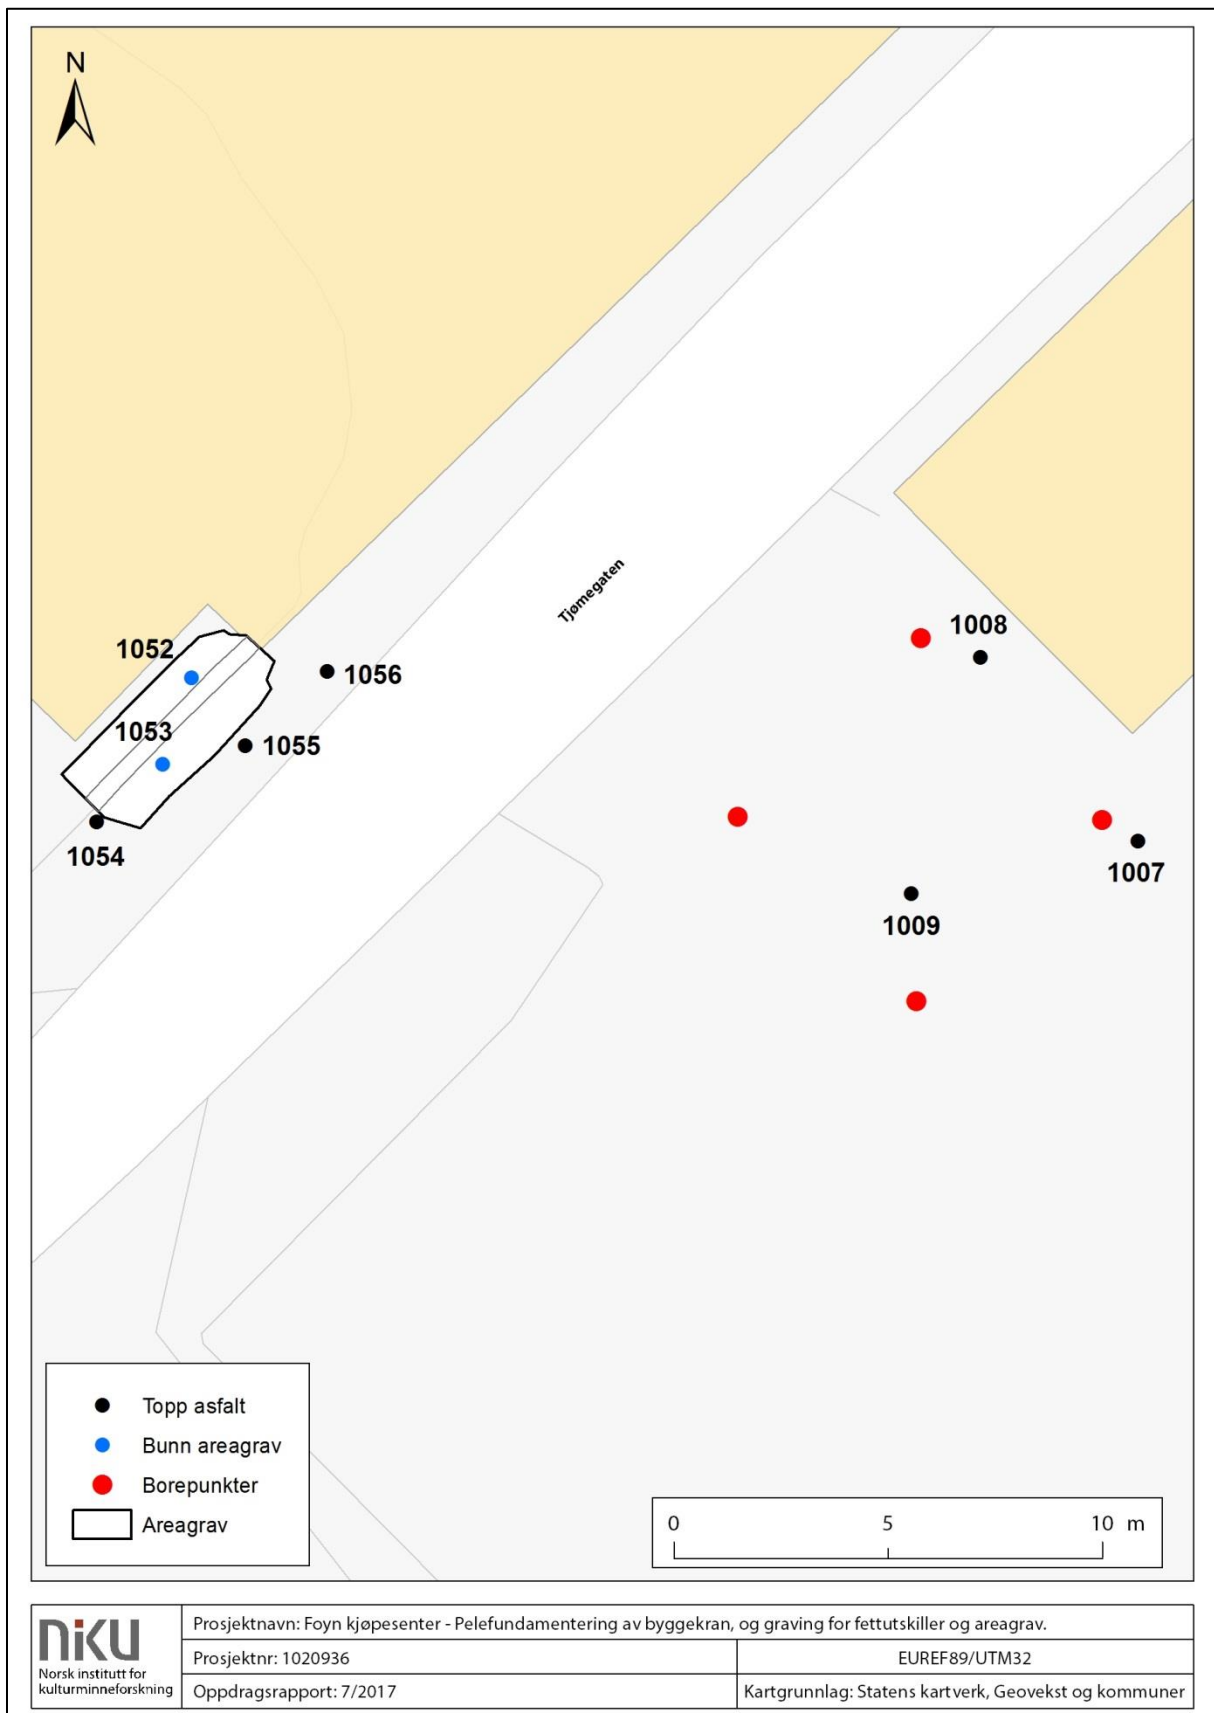 N
Tjømegaten
1052
1056
1053
1055
1054
1008
1007
1009
Topp asfalt
Bunn areagrav
Borepunkter
Areagrav
0 5 10 m
niku
Norsk institutt for
kulturminneforskning
Prosjektnavn: Foyn kjøpesenter - Pelefundamentering av byggekran, og graving for fettutskiller og areagrav.
Prosjektnr: 1020936
EUREF89/UTM32
Oppdragsrapport: 7/2017
Kartgrunnlag: Statens kartverk, Geovekst og kommuner